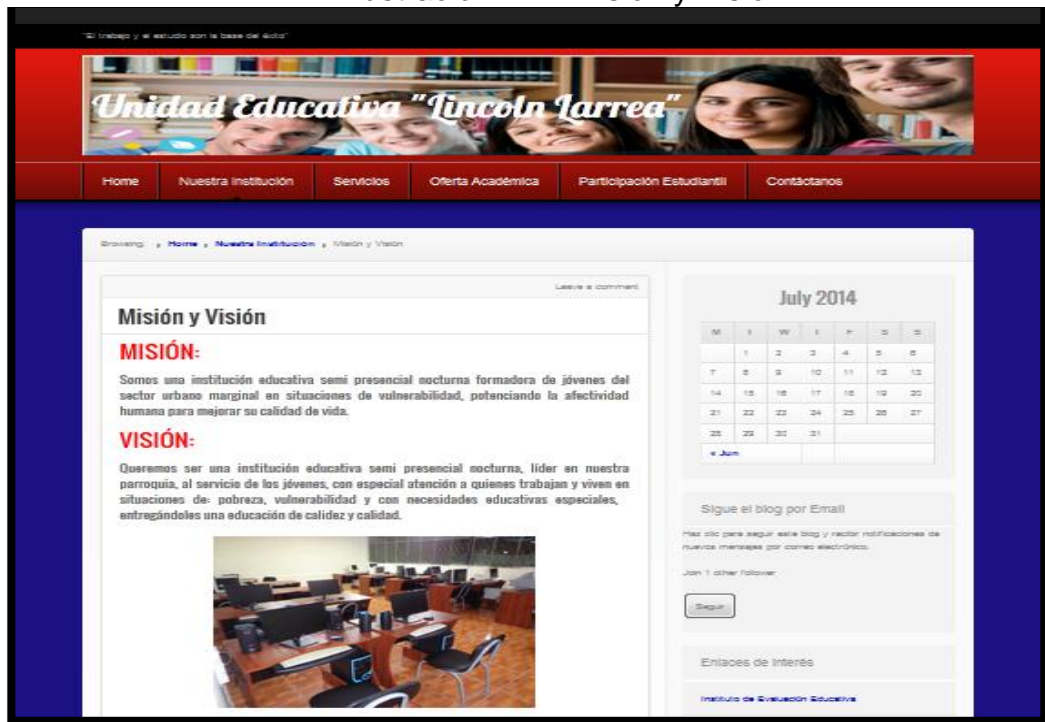 "El trabajo y el estudio son la base del éxito"
Unidad Educativa "Lincoln Larrea"
Home Nuestra Institución Servicios Oferta Académica Participación Estudiantil Contáctanos
Browsing: Home Nuestra Institución Misión y Visión
Leave a comment
Misión y Visión
MISIÓN:
Somos una institución educativa semi presencial nocturna formadora de jóvenes del
sector urbano marginal en situaciones de vulnerabilidad, potenciando la afectividad
humana para mejorar su calidad de vida.
VISIÓN:
Queremos ser una institución educativa semi presencial nocturna, líder en nuestra
parroquia, al servicio de los jóvenes, con especial atención a quienes trabajan y viven en
situaciones de: pobreza, vulnerabilidad y con necesidades educativas especiales,
entregándoles una educación de calidez y calidad.
July 2014
M T W T F S S
1 2 3 4 5 6
7 8 9 10 11 12 13
14 15 16 17 18 19 20
21 22 23 24 25 26 27
28 29 30 31
« Jun
Sigue el blog por Email
Haz clic para seguir este blog y recibir notificaciones de
nuevos mensajes por correo electrónico.
Join 1 other follower
Seguir
Enlaces de Interés
Instituto de Evaluación Educativa